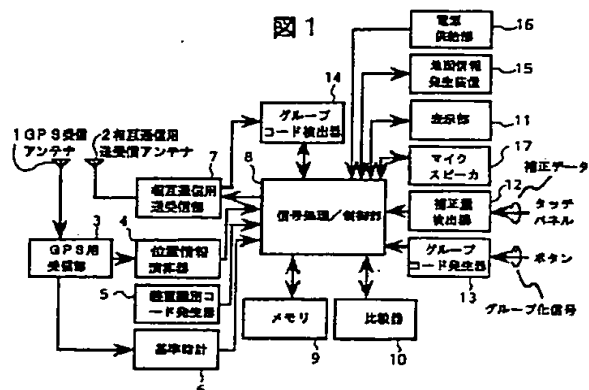 図1
電源
供給部
16
地図情報
発生装置
15
表示部
11
マイク
スピーカ
17
補正量
検出器
12
補正データ
タッチ
パネル
グループ
コード発生器
13
ボタン
グループ化信号
14
グループ
コード検出器
1GPS受信
アンテナ
2相互通信用
送受信アンテナ
7
相互通信用
送受信部
8
信号処理/制御部
3
GPS用
受信部
4
位置情報
演算器
5
装置識別コード発生器
基準時計
6
メモリ
9
比較器
10